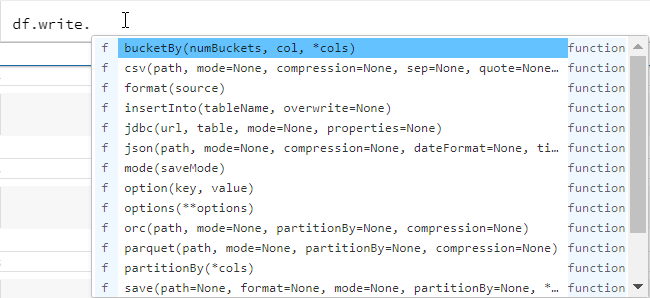 df.write.
f bucketBy(numBuckets, col, *cols) function
f csv(path, mode=None, compression=None, sep=None, quote=None… function
f format(source) function
f insertInto(tableName, overwrite=None) function
f jdbc(url, table, mode=None, properties=None) function
f json(path, mode=None, compression=None, dateFormat=None, ti… function
f mode(saveMode) function
f option(key, value) function
f options(**options) function
f orc(path, mode=None, partitionBy=None, compression=None) function
f parquet(path, mode=None, partitionBy=None, compression=None) function
f partitionBy(*cols) function
f save(path=None, format=None, mode=None, partitionBy=None, *… function